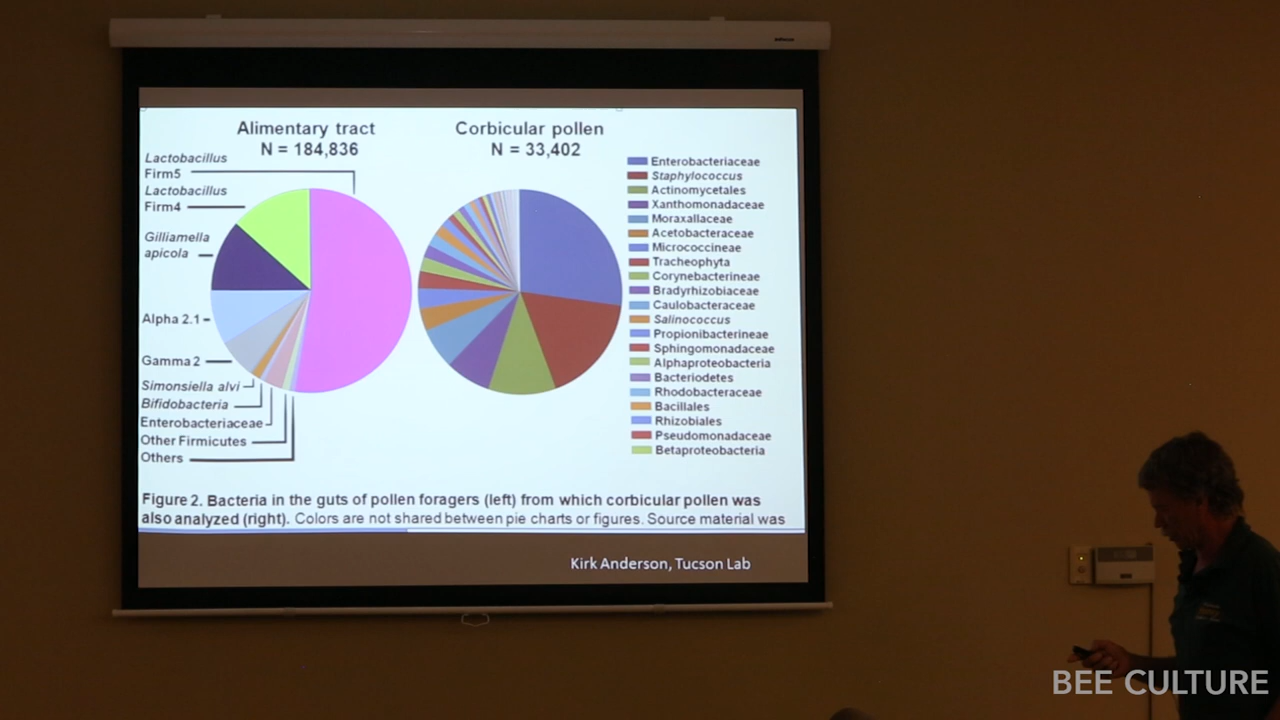 Alimentary tract
N = 184,836
Corbicular pollen
N = 33,402
Lactobacillus
Firm5
Lactobacillus
Firm4
Gilliamella
apicola
Alpha 2.1
Gamma 2
Simonsiella alvi
Bifidobacteria
Enterobacteriaceae
Other Firmicutes
Others
Enterobacteriaceae
Staphylococcus
Actinomycetales
Xanthomonadaceae
Moraxallaceae
Acetobacteraceae
Micrococcineae
Tracheophyta
Corynebacterineae
Bradyrhizobiaceae
Caulobacteraceae
Salinococcus
Propionibacterineae
Sphingomonadaceae
Alphaproteobacteria
Bacteriodetes
Rhodobacteraceae
Bacillales
Rhizobiales
Pseudomonadaceae
Betaproteobacteria
Figure 2. Bacteria in the guts of pollen foragers (left) from which corbicular pollen was
also analyzed (right). Colors are not shared between pie charts or figures. Source material was
Kirk Anderson, Tucson Lab
BEE CULTURE